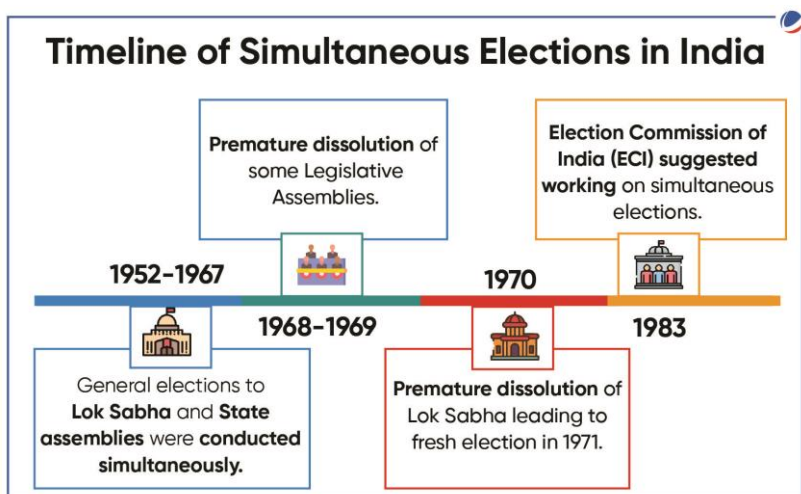 Timeline of Simultaneous Elections in India
Premature dissolution of
some Legislative
Assemblies.
Election Commission of
India (ECI) suggested
working on simultaneous
elections.
1952-1967
1970
1968-1969
1983
General elections to
Lok Sabha and State
assemblies were conducted
simultaneously.
Premature dissolution of
Lok Sabha leading to
fresh election in 1971.